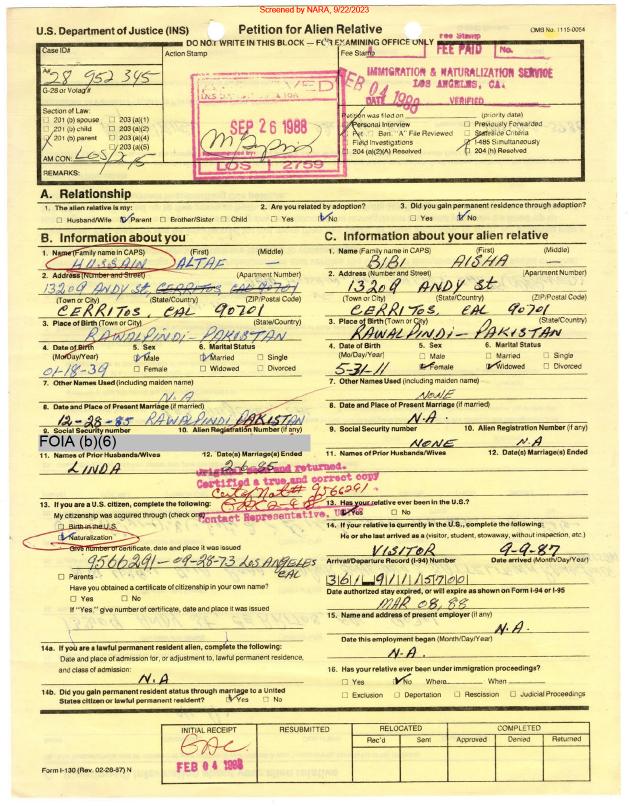 Screened by NARA, 9/22/2023
U.S. Department of Justice (INS)
Petition for Alien Relative
OMB No. 1115-0054
DO NOT WRITE IN THIS BLOCK — FOR EXAMINING OFFICE ONLY
Case ID#
Action Stamp
Fee Stamp
FEE PAID
No.
A#
28 952 345
G-28 or Volag#
IMMIGRATION & NATURALIZATION SERVICE
LOS ANGELES, CA.
FEB 04 1988
DATE VERIFIED
SEP 26 1988
LOS 2759
Section of Law:
201 (b) spouse 203 (a)(1)
201 (b) child 203 (a)(2)
201 (b) parent 203 (a)(4)
203 (a)(5)
AM CON:
REMARKS:
Petition was filed on (priority date)
Personal Interview Previously Forwarded
Pet. Ben. "A" File Reviewed Stateside Criteria
Field Investigations I-485 Simultaneously
204 (a)(2)(A) Resolved 204 (h) Resolved
A. Relationship
1. The alien relative is my:
Husband/Wife Parent Brother/Sister Child
2. Are you related by adoption?
Yes No
3. Did you gain permanent residence through adoption?
Yes No
B. Information about you
1. Name (Family name in CAPS) (First) (Middle)
HUSSAIN ALTAF —
2. Address (Number and Street) (Apartment Number)
13209 ANDY St. CERRITOS CAL 90701
(Town or City) (State/Country) (ZIP/Postal Code)
CERRITOS, CAL 90701
3. Place of Birth (Town or City) (State/Country)
RAWALPINDI - PAKISTAN
4. Date of Birth 5. Sex 6. Marital Status
(Mo/Day/Year) Male Married Single
01-18-39 Female Widowed Divorced
7. Other Names Used (including maiden name)
N.A
8. Date and Place of Present Marriage (if married)
12-28-85 RAWALPINDI PAKISTAN
9. Social Security number 10. Alien Registration Number (if any)
FOIA (b)(6)
11. Names of Prior Husbands/Wives 12. Date(s) Marriage(s) Ended
LINDA 2-6-85
Original seen and returned.
Certified a true and correct copy
Contact Representative,
13. If you are a U.S. citizen, complete the following:
My citizenship was acquired through (check one)
Birth in the U.S.
Naturalization
Give number of certificate, date and place it was issued
9566291 - 09-28-73 LOS ANGELES
CAL
Parents
Have you obtained a certificate of citizenship in your own name?
Yes No
If "Yes," give number of certificate, date and place it was issued
14a. If you are a lawful permanent resident alien, complete the following:
Date and place of admission for, or adjustment to, lawful permanent residence,
and class of admission:
N.A
14b. Did you gain permanent resident status through marriage to a United
States citizen or lawful permanent resident? Yes No
C. Information about your alien relative
1. Name (Family name in CAPS) (First) (Middle)
BIBI AISHA —
2. Address (Number and Street) (Apartment Number)
13209 ANDY St
(Town or City) (State/Country) (ZIP/Postal Code)
CERRITOS, CAL 90701
3. Place of Birth (Town or City) (State/Country)
RAWALPINDI - PAKISTAN
4. Date of Birth 5. Sex 6. Marital Status
(Mo/Day/Year) Male Married Single
5-31-11 Female Widowed Divorced
7. Other Names Used (including maiden name)
NONE
8. Date and Place of Present Marriage (if married)
N.A.
9. Social Security number 10. Alien Registration Number (if any)
NONE N.A
11. Names of Prior Husbands/Wives 12. Date(s) Marriage(s) Ended
13. Has your relative ever been in the U.S.?
Yes No
14. If your relative is currently in the U.S., complete the following:
He or she last arrived as a (visitor, student, stowaway, without inspection, etc.)
VISITOR 9-9-87
Arrival/Departure Record (I-94) Number Date arrived (Month/Day/Year)
Date authorized stay expired, or will expire as shown on Form I-94 or I-95
MAR 08, 88
15. Name and address of present employer (if any)
N.A.
Date this employment began (Month/Day/Year)
N.A.
16. Has your relative ever been under immigration proceedings?
Yes No Where When
Exclusion Deportation Rescission Judicial Proceedings
INITIAL RECEIPT RESUBMITTED RELOCATED COMPLETED
Rec'd Sent Approved Denied Returned
FEB 04 1988
Form I-130 (Rev. 02-28-87) N